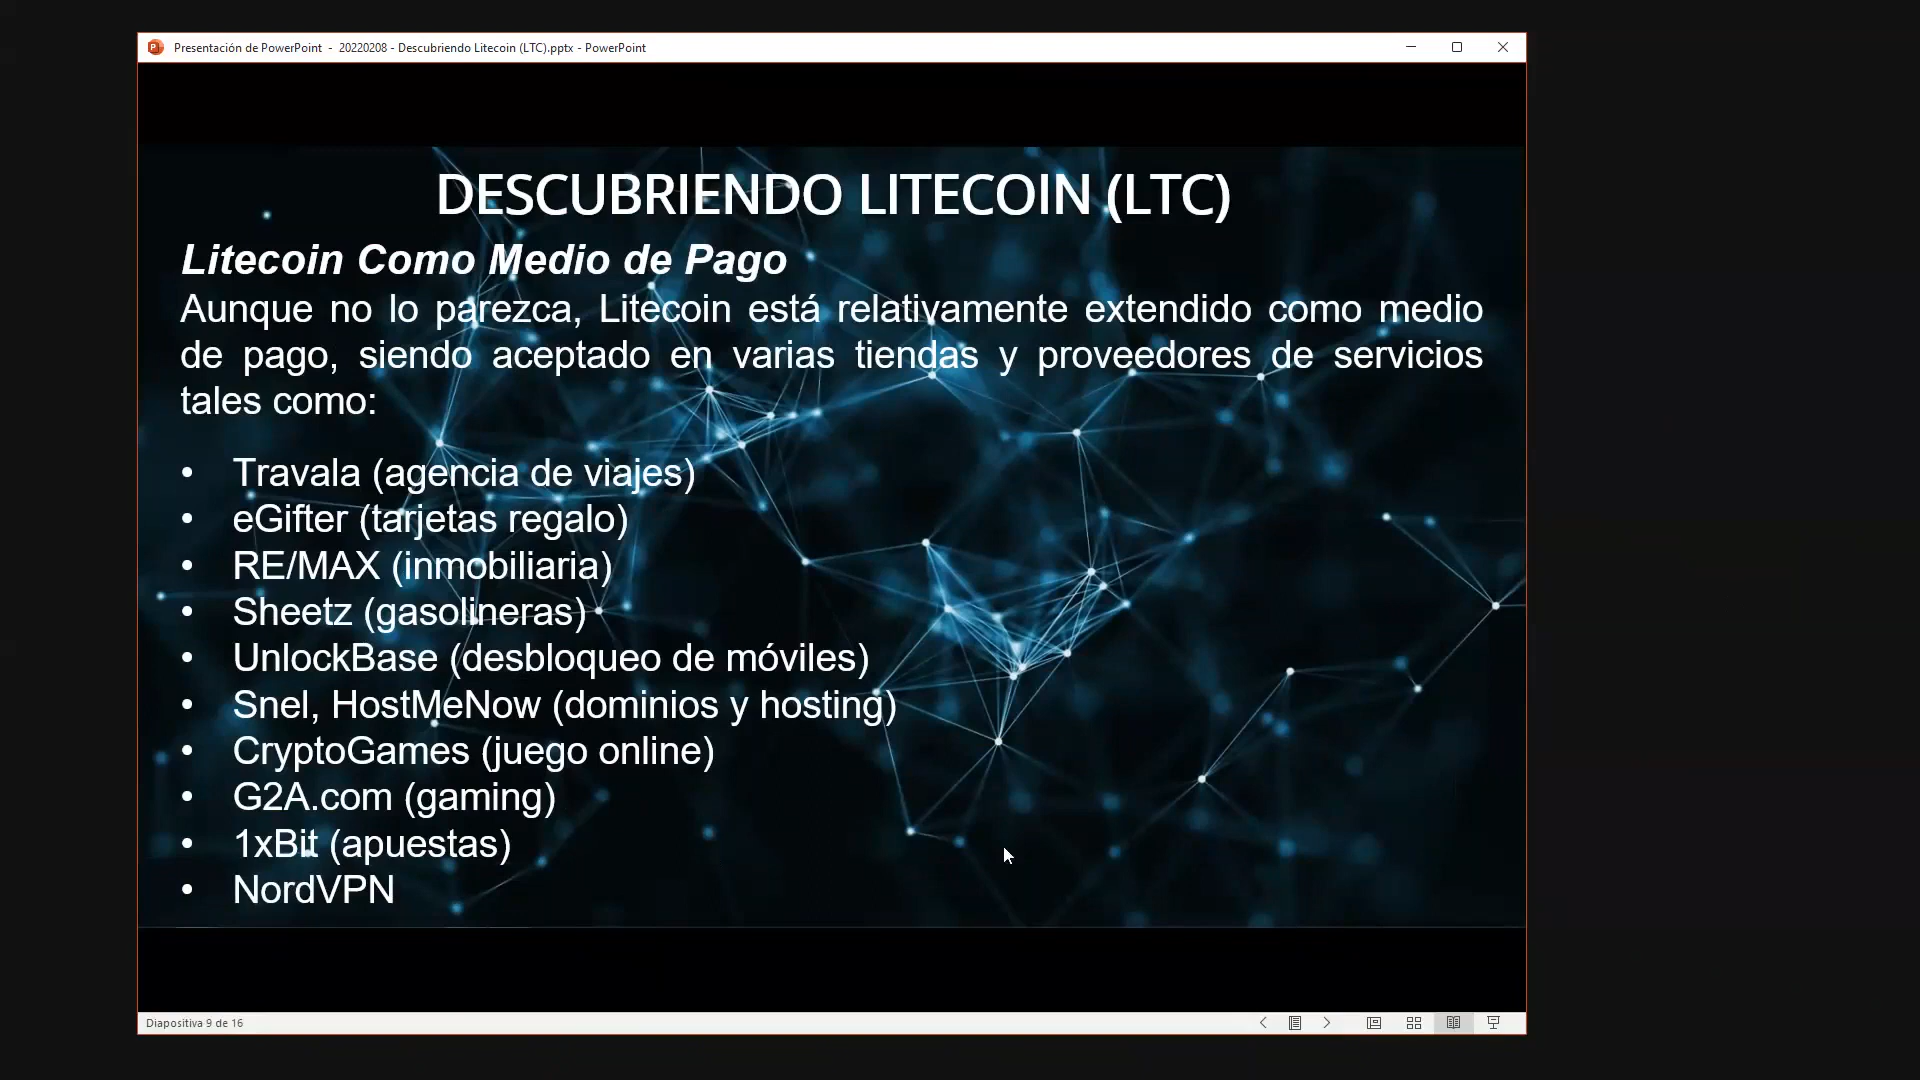 Presentación de PowerPoint - 20220208 - Descubriendo Litecoin (LTC).pptx - PowerPoint
DESCUBRIENDO LITECOIN (LTC)
Litecoin Como Medio de Pago
Aunque no lo parezca, Litecoin está relativamente extendido como medio
de pago, siendo aceptado en varias tiendas y proveedores de servicios
tales como:
• Travala (agencia de viajes)
• eGifter (tarjetas regalo)
• RE/MAX (inmobiliaria)
• Sheetz (gasolineras)
• UnlockBase (desbloqueo de móviles)
• Snel, HostMeNow (dominios y hosting)
• CryptoGames (juego online)
• G2A.com (gaming)
• 1xBit (apuestas)
• NordVPN
Diapositiva 9 de 16